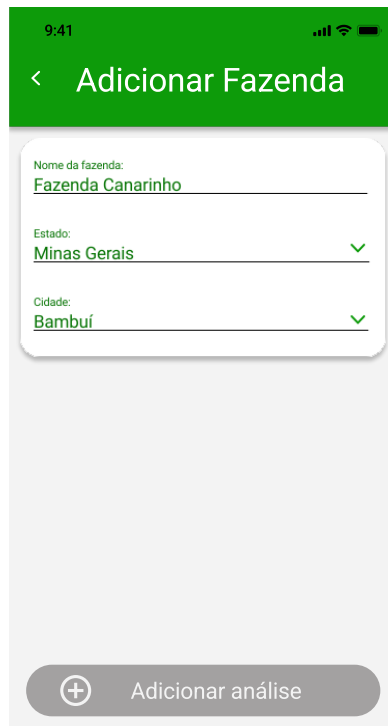 9:41
Adicionar Fazenda
Nome da fazenda:
Fazenda Canarinho
Estado:
Minas Gerais
Cidade:
Bambuí
Adicionar análise